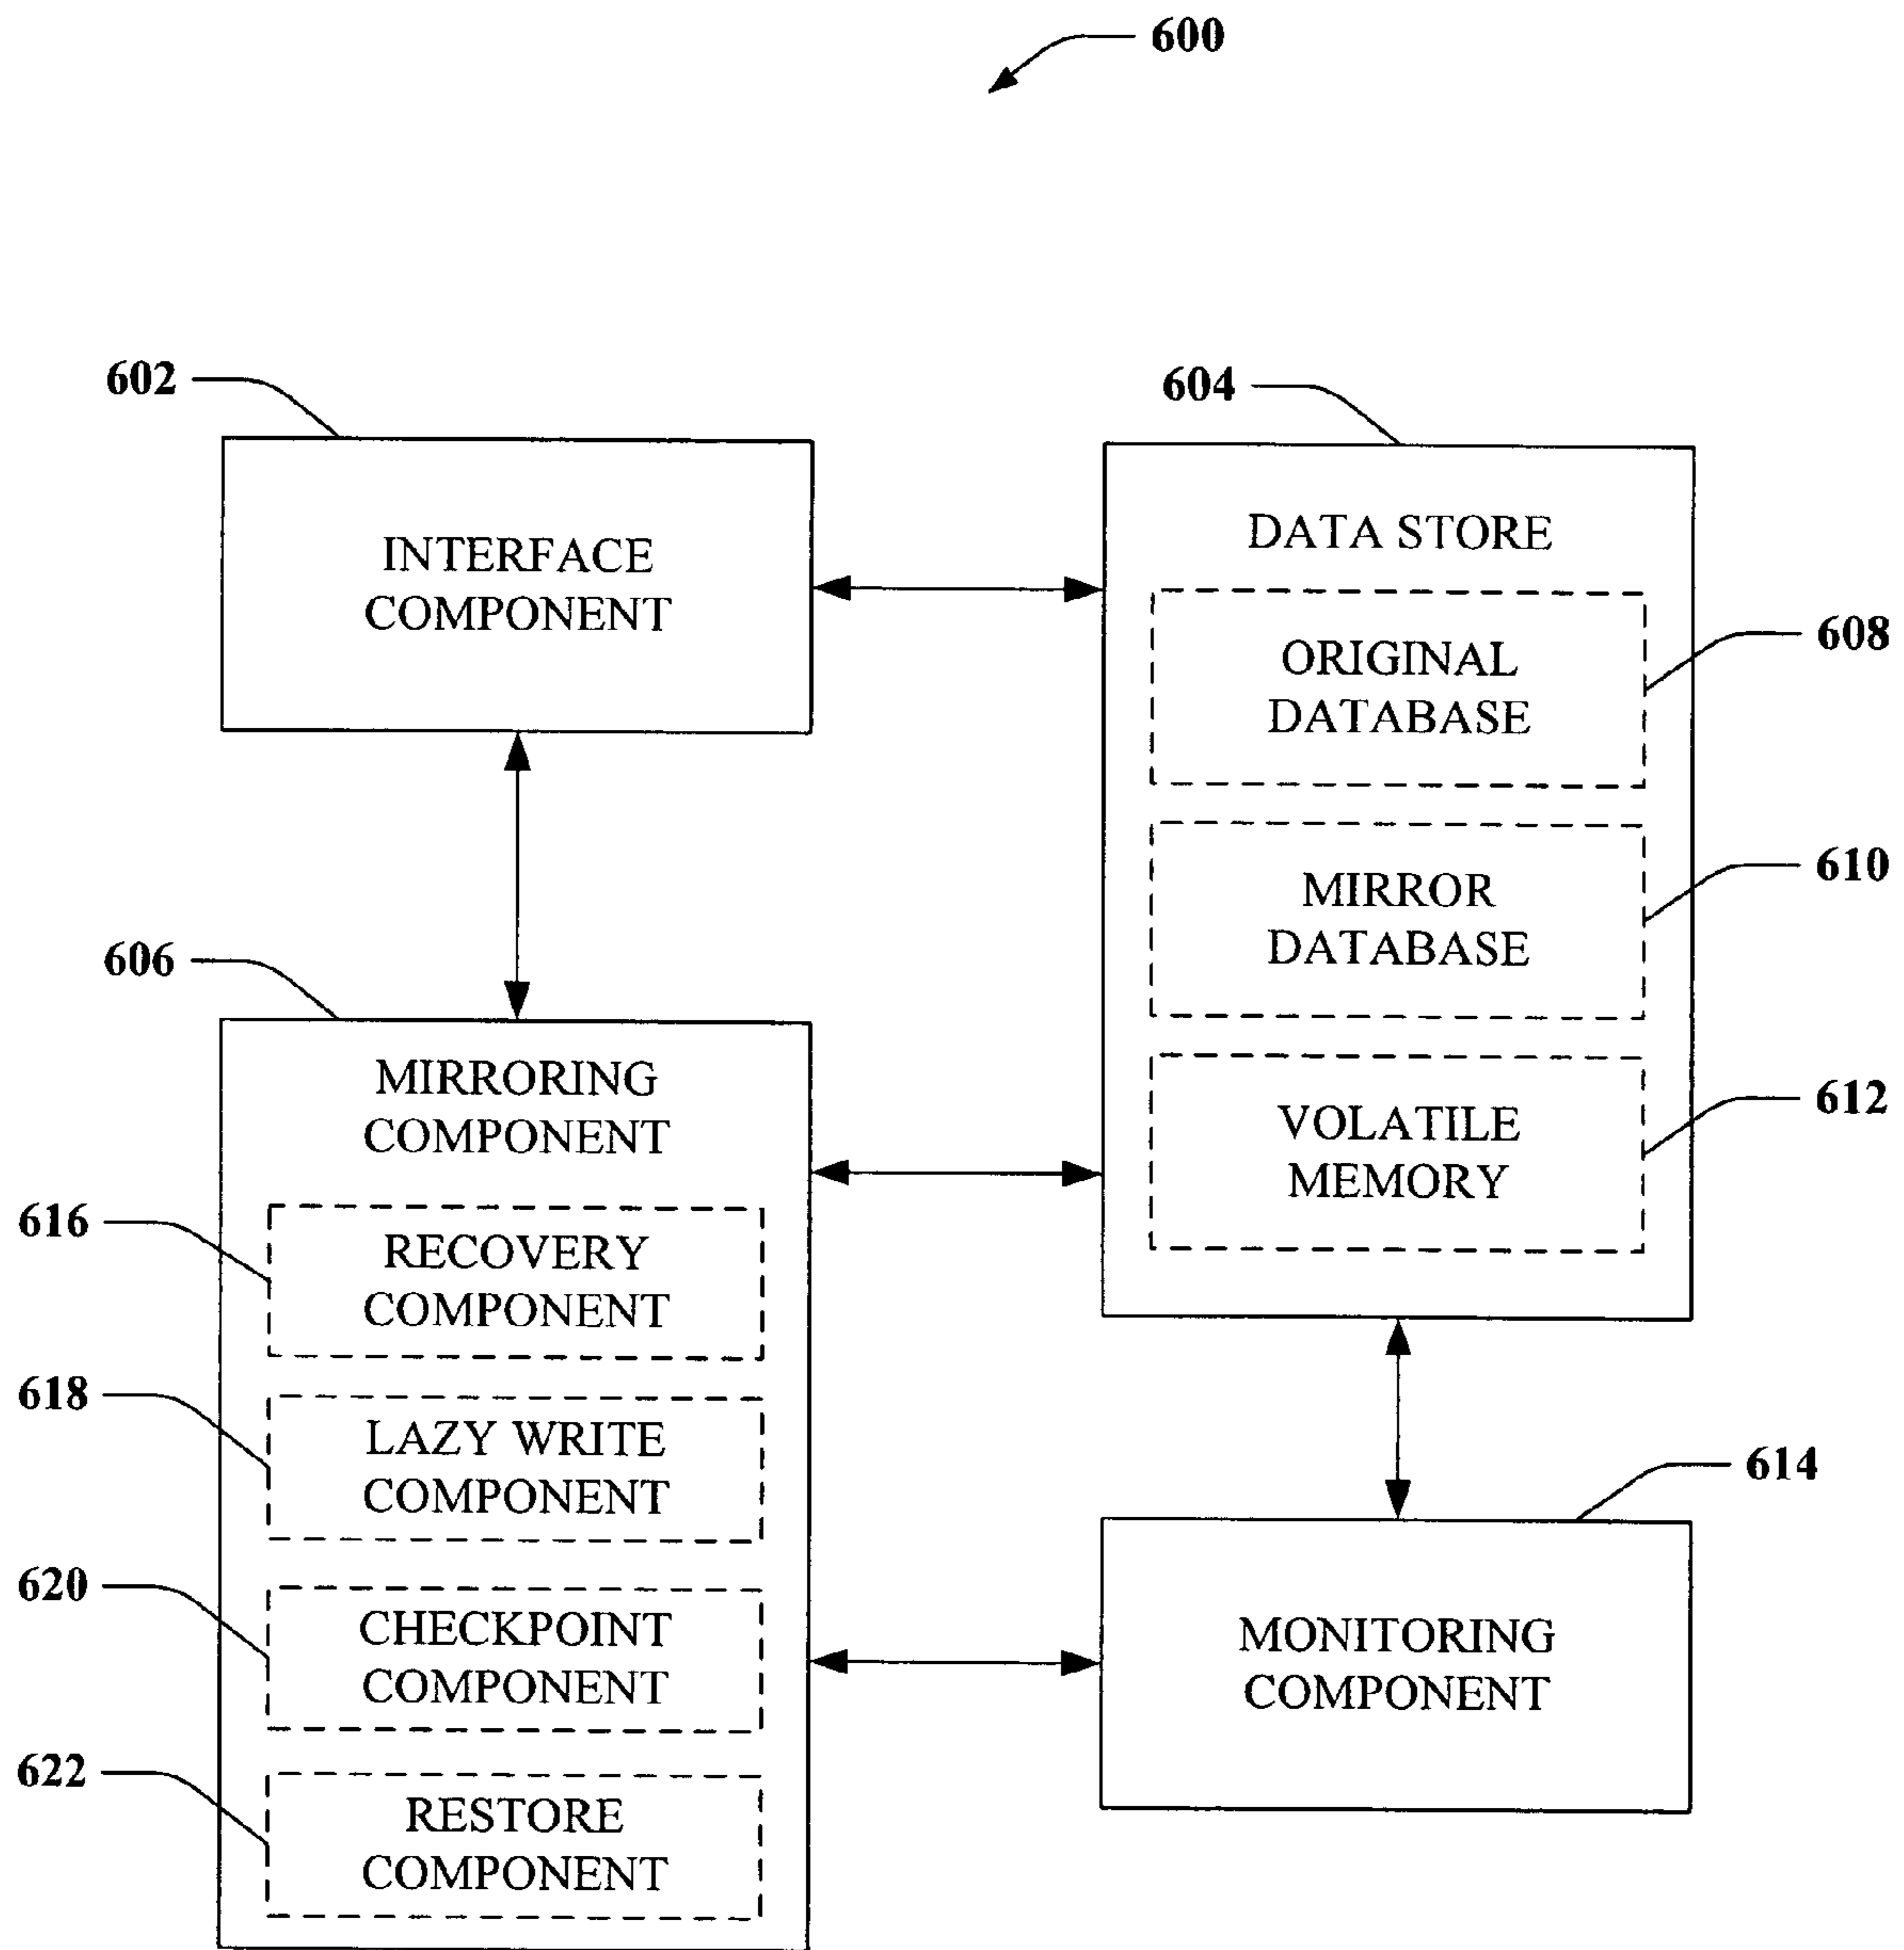 600
602
604
INTERFACE
COMPONENT
DATA STORE
ORIGINAL
DATABASE
608
MIRROR
DATABASE
610
VOLATILE
MEMORY
612
606
MIRRORING
COMPONENT
616
RECOVERY
COMPONENT
618
LAZY WRITE
COMPONENT
620
CHECKPOINT
COMPONENT
622
RESTORE
COMPONENT
614
MONITORING
COMPONENT